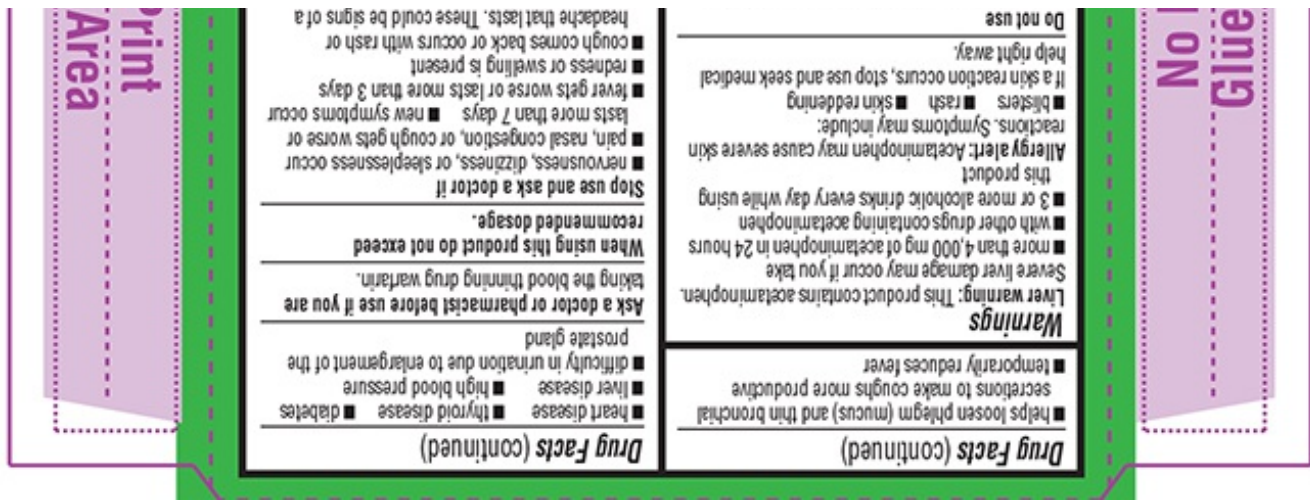 Drug Facts (continued)
■ helps loosen phlegm (mucus) and thin bronchial
secretions to make coughs more productive
■ temporarily reduces fever
Warnings
Liver warning: This product contains acetaminophen.
Severe liver damage may occur if you take
■ more than 4,000 mg of acetaminophen in 24 hours
■ with other drugs containing acetaminophen
■ 3 or more alcoholic drinks every day while using
this product
Allergy alert: Acetaminophen may cause severe skin
reactions. Symptoms may include:
■ blisters ■ rash ■ skin reddening
If a skin reaction occurs, stop use and seek medical
help right away.
Do not use
Drug Facts (continued)
■ heart disease ■ thyroid disease ■ diabetes
■ liver disease ■ high blood pressure
■ difficulty in urination due to enlargement of the
prostate gland
Ask a doctor or pharmacist before use if you are
taking the blood thinning drug warfarin.
When using this product do not exceed
recommended dosage.
Stop use and ask a doctor if
■ nervousness, dizziness, or sleeplessness occur
■ pain, nasal congestion, or cough gets worse or
lasts more than 7 days ■ new symptoms occur
■ fever gets worse or lasts more than 3 days
■ redness or swelling is present
■ cough comes back or occurs with rash or
headache that lasts. These could be signs of a
Print
Area
No
Glue